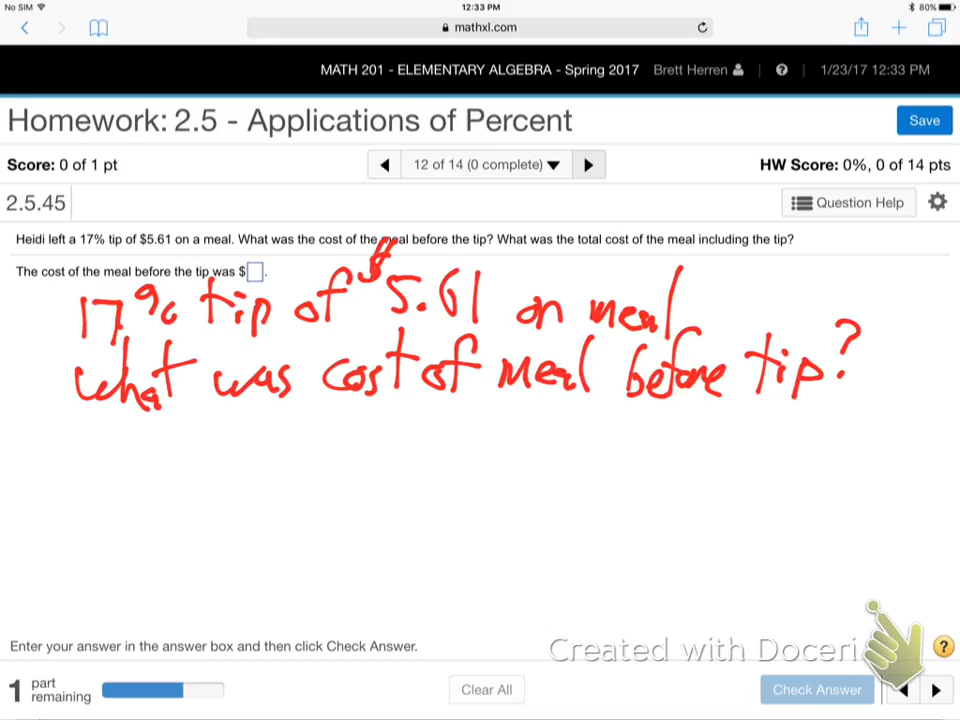 No SIM 12:33 PM 80%
mathxl.com
MATH 201 - ELEMENTARY ALGEBRA - Spring 2017 Brett Herren ? 1/23/17 12:33 PM
Homework: 2.5 - Applications of Percent Save
Score: 0 of 1 pt 12 of 14 (0 complete) HW Score: 0%, 0 of 14 pts
2.5.45 Question Help
Heidi left a 17% tip of $5.61 on a meal. What was the cost of the meal before the tip? What was the total cost of the meal including the tip?
The cost of the meal before the tip was $ .
17% tip of $5.61 on meal
what was cost of meal before tip?
Created with Doceri
Enter your answer in the answer box and then click Check Answer. ?
1 part remaining Clear All Check Answer